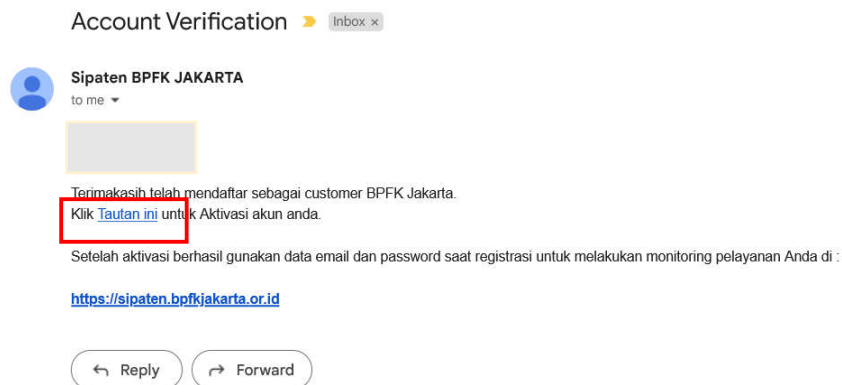 Account Verification Inbox ×
Sipaten BPFK JAKARTA
to me
Terimakasih telah mendaftar sebagai customer BPFK Jakarta.
Klik Tautan ini untuk Aktivasi akun anda.
Setelah aktivasi berhasil gunakan data email dan password saat registrasi untuk melakukan monitoring pelayanan Anda di :
https://sipaten.bpfkjakarta.or.id
Reply Forward